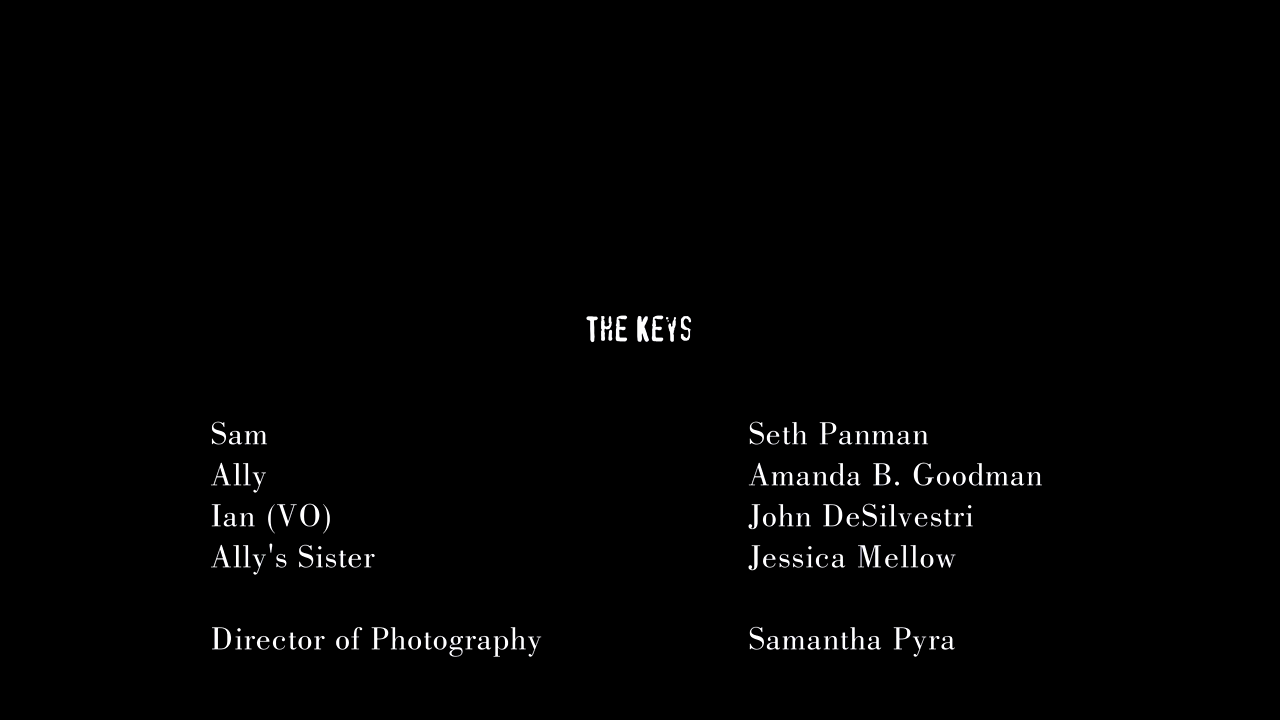 THE KEYS
Sam Seth Panman
Ally Amanda B. Goodman
Ian (VO) John DeSilvestri
Ally's Sister Jessica Mellow
Director of Photography Samantha Pyra